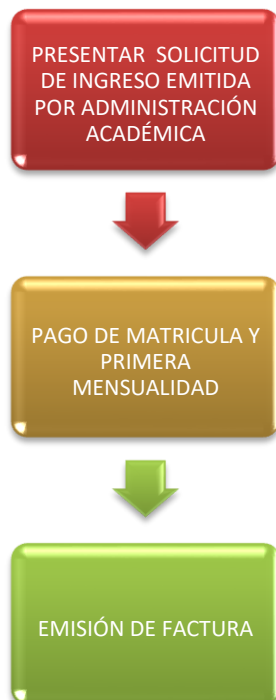 PRESENTAR SOLICITUD
DE INGRESO EMITIDA
POR ADMINISTRACIÓN
ACADÉMICA
PAGO DE MATRICULA Y
PRIMERA
MENSUALIDAD
EMISIÓN DE FACTURA